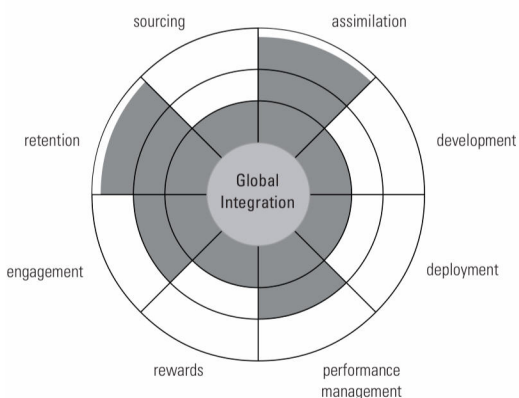 sourcing
assimilation
retention
development
Global
Integration
engagement
deployment
rewards
performance
management